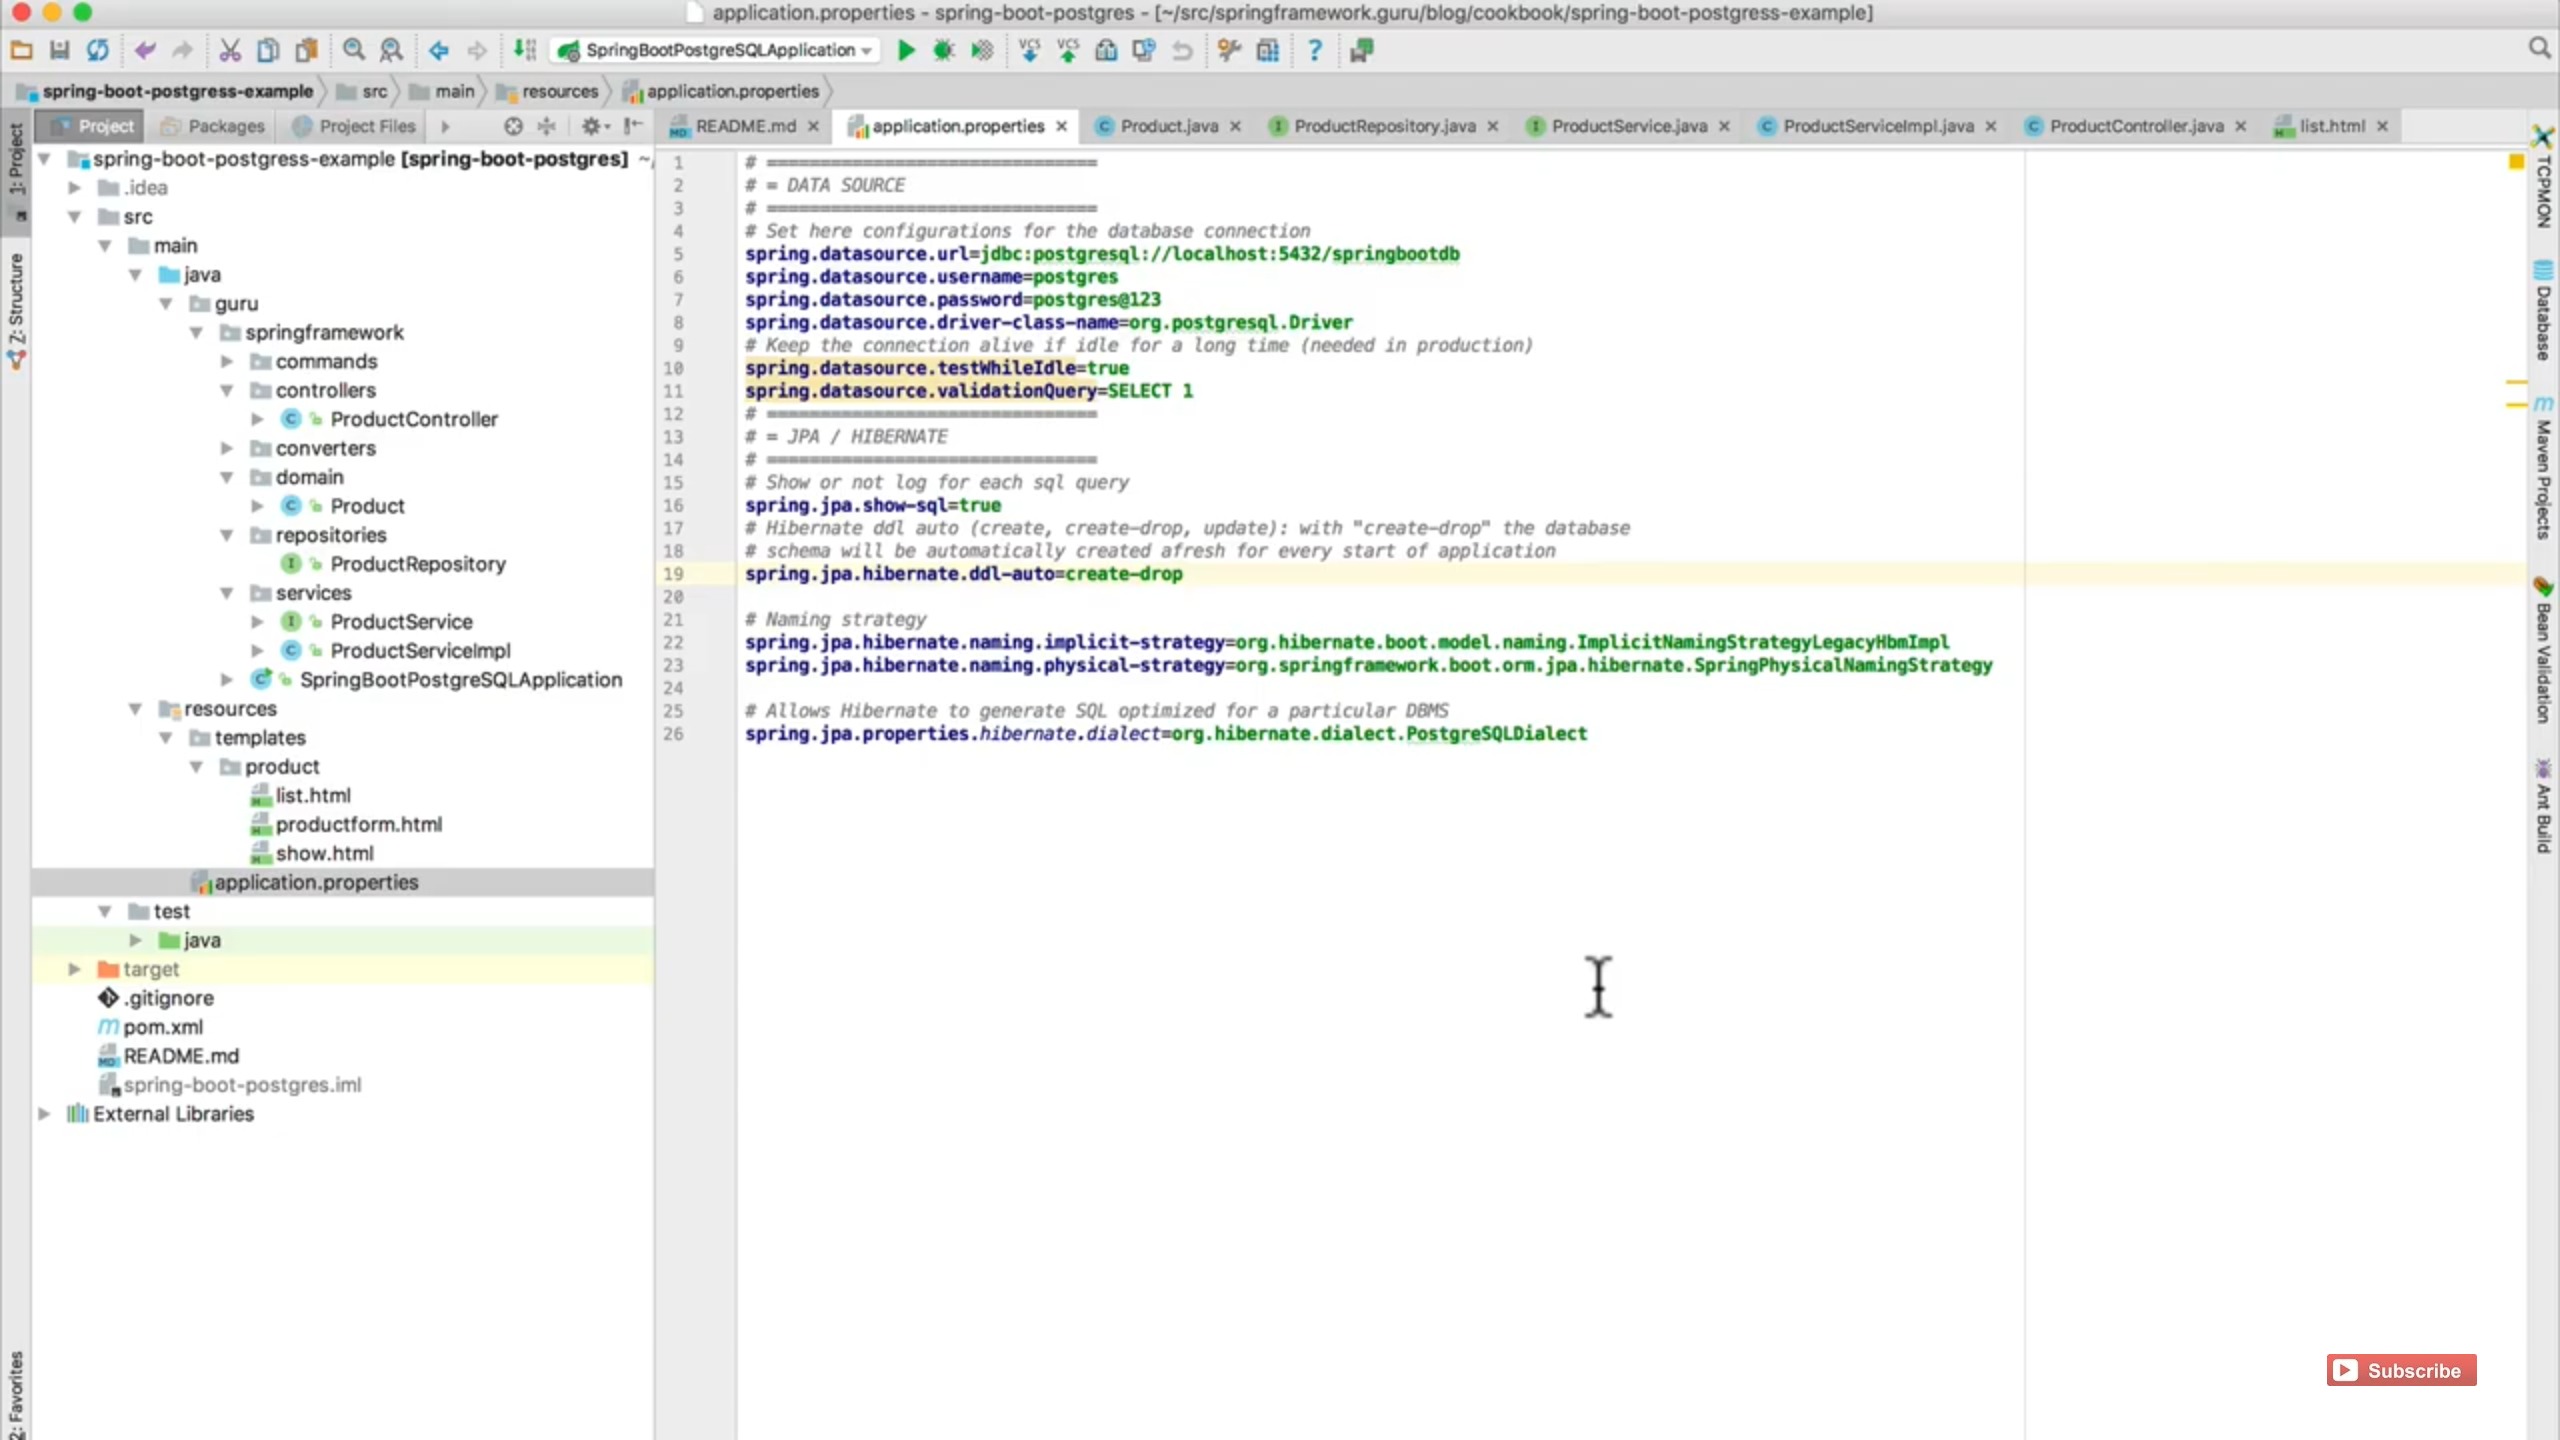 application.properties - spring-boot-postgres - [~/src/springframework.guru/blog/cookbook/spring-boot-postgress-example]
SpringBootPostgreSQLApplication
VCS VCS
spring-boot-postgress-example src main resources application.properties
Project Packages Project Files
README.md application.properties Product.java ProductRepository.java ProductService.java ProductServiceImpl.java ProductController.java list.html
1: Project
Z: Structure
2: Favorites
spring-boot-postgress-example [spring-boot-postgres] ~/
.idea
src
main
java
guru
springframework
commands
controllers
ProductController
converters
domain
Product
repositories
ProductRepository
services
ProductService
ProductServiceImpl
SpringBootPostgreSQLApplication
resources
templates
product
list.html
productform.html
show.html
application.properties
test
java
target
.gitignore
pom.xml
README.md
spring-boot-postgres.iml
External Libraries
1 # ===============================
2 # = DATA SOURCE
3 # ===============================
4 # Set here configurations for the database connection
5 spring.datasource.url=jdbc:postgresql://localhost:5432/springbootdb
6 spring.datasource.username=postgres
7 spring.datasource.password=postgres@123
8 spring.datasource.driver-class-name=org.postgresql.Driver
9 # Keep the connection alive if idle for a long time (needed in production)
10 spring.datasource.testWhileIdle=true
11 spring.datasource.validationQuery=SELECT 1
12 # ===============================
13 # = JPA / HIBERNATE
14 # ===============================
15 # Show or not log for each sql query
16 spring.jpa.show-sql=true
17 # Hibernate ddl auto (create, create-drop, update): with "create-drop" the database
18 # schema will be automatically created afresh for every start of application
19 spring.jpa.hibernate.ddl-auto=create-drop
20
21 # Naming strategy
22 spring.jpa.hibernate.naming.implicit-strategy=org.hibernate.boot.model.naming.ImplicitNamingStrategyLegacyHbmImpl
23 spring.jpa.hibernate.naming.physical-strategy=org.springframework.boot.orm.jpa.hibernate.SpringPhysicalNamingStrategy
24
25 # Allows Hibernate to generate SQL optimized for a particular DBMS
26 spring.jpa.properties.hibernate.dialect=org.hibernate.dialect.PostgreSQLDialect
TCPMON
Database
Maven Projects
Bean Validation
Ant Build
Subscribe